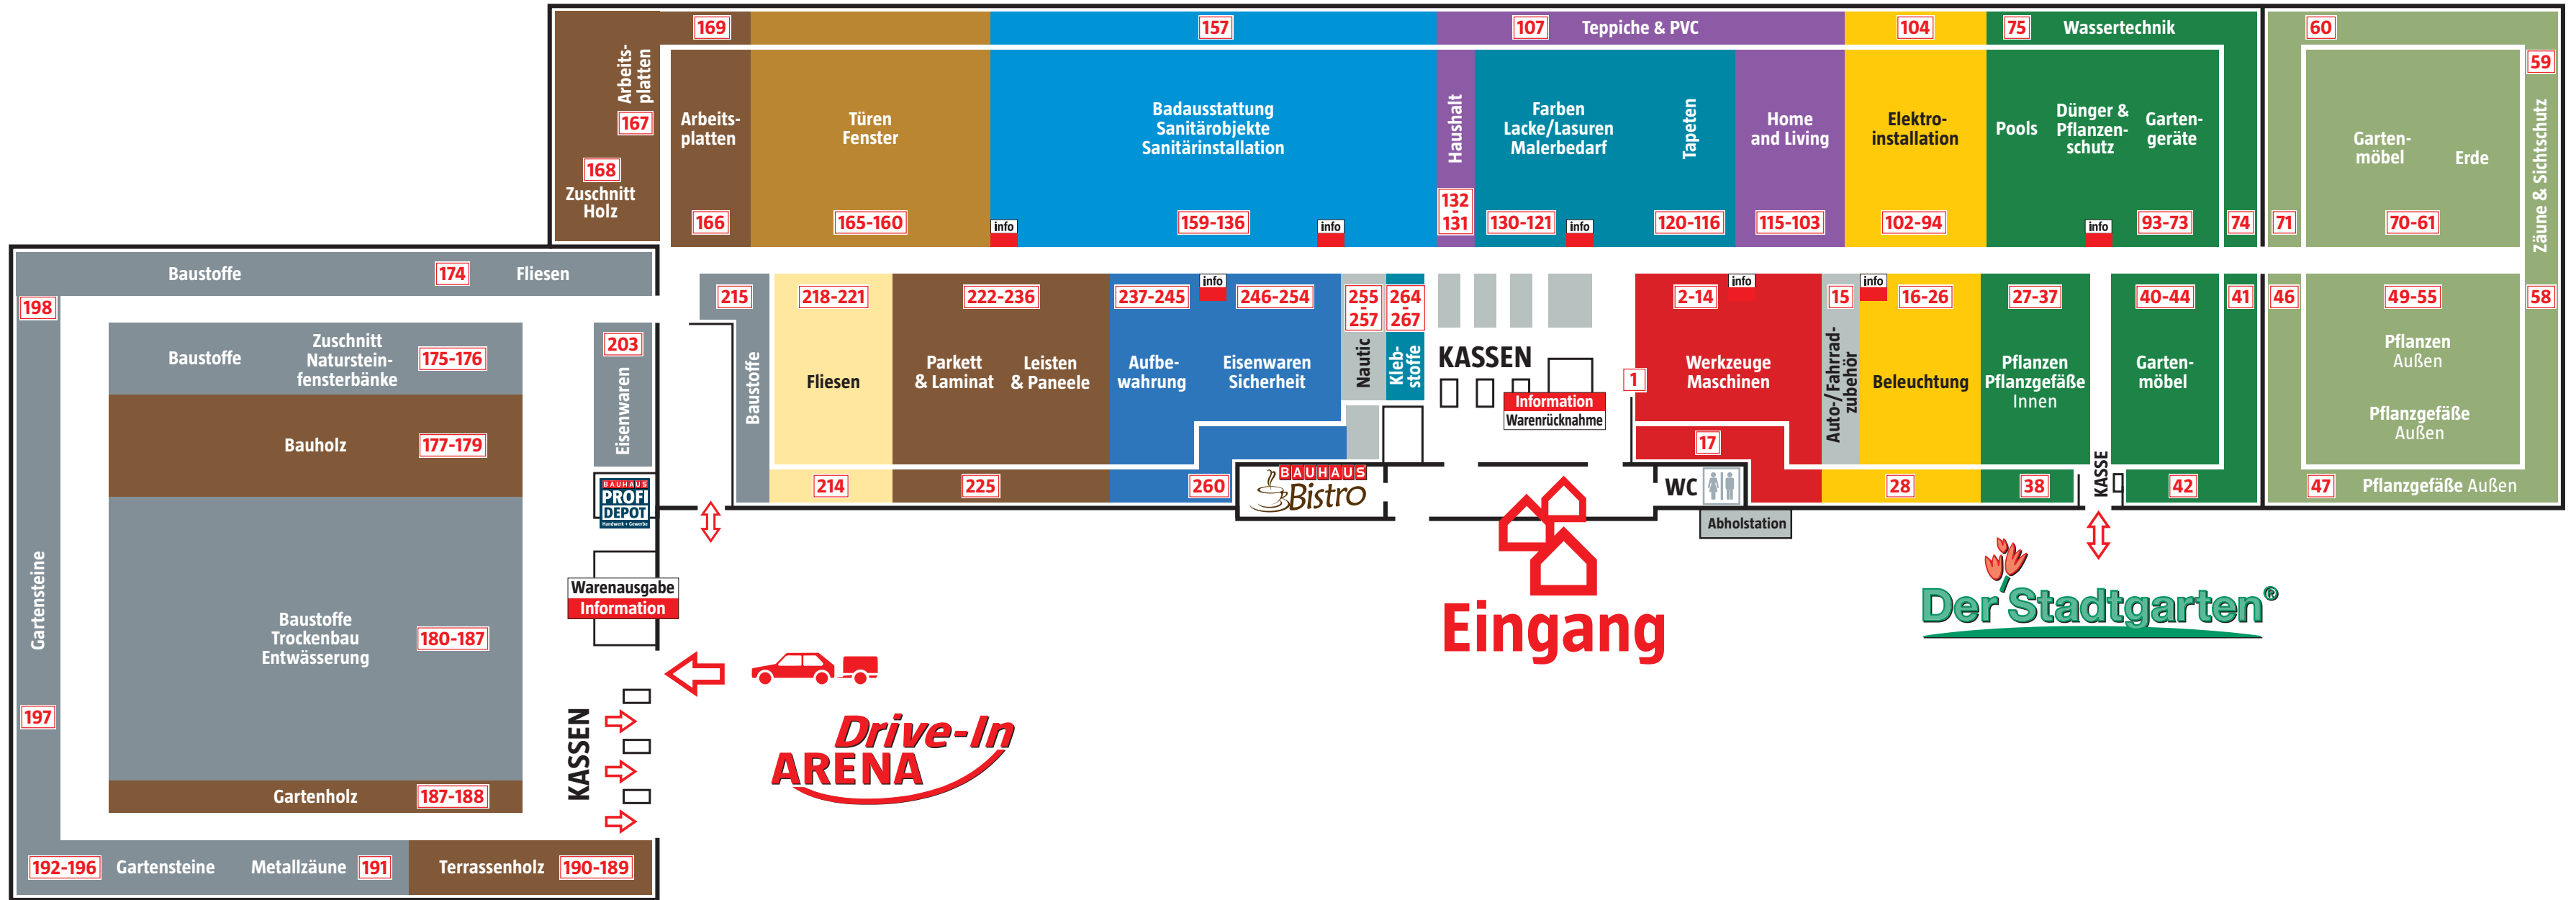 169
157
107
Teppiche & PVC
104
75
Wassertechnik
60
59
Arbeits-
platten
167
168
Zuschnitt
Holz
Arbeits-
platten
166
Türen
Fenster
165-160
info
Badausstattung
Sanitärobjekte
Sanitärinstallation
159-136
info
Haushalt
132
-
131
Farben
Lacke/Lasuren
Malerbedarf
130-121
info
Tapeten
120-116
Home
and Living
115-103
Elektro-
installation
102-94
Pools
Dünger &
Pflanzen-
schutz
Garten-
geräte
info
93-73
74
71
Garten-
möbel
Erde
70-61
Zäune & Sichtschutz
Baustoffe
174
Fliesen
198
Baustoffe
Zuschnitt
Naturstein-
fensterbänke
175-176
203
Eisenwaren
Bauholz
177-179
Gartensteine
Baustoffe
Trockenbau
Entwässerung
180-187
197
Gartenholz
187-188
192-196
Gartensteine
Metallzäune
191
Terrassenholz
190-189
BAUHAUS
PROFI
DEPOT
Handwerk + Gewerbe
Warenausgabe
Information
KASSEN
Drive-In
ARENA
215
Baustoffe
218-221
Fliesen
214
222-236
Parkett
& Laminat
Leisten
& Paneele
225
237-245
info
246-254
Aufbe-
wahrung
Eisenwaren
Sicherheit
260
255
-
257
Nautic
264
-
267
Kleb-
stoffe
KASSEN
Information
Warenrücknahme
BAUHAUS
Bistro
Eingang
1
2-14
info
Werkzeuge
Maschinen
17
WC
Abholstation
15
Auto-/Fahrrad-
zubehör
info
16-26
Beleuchtung
28
27-37
Pflanzen
Pflanzgefäße
Innen
38
KASSE
40-44
Garten-
möbel
42
41
46
49-55
Pflanzen
Außen
Pflanzgefäße
Außen
58
47
Pflanzgefäße Außen
Der Stadtgarten®